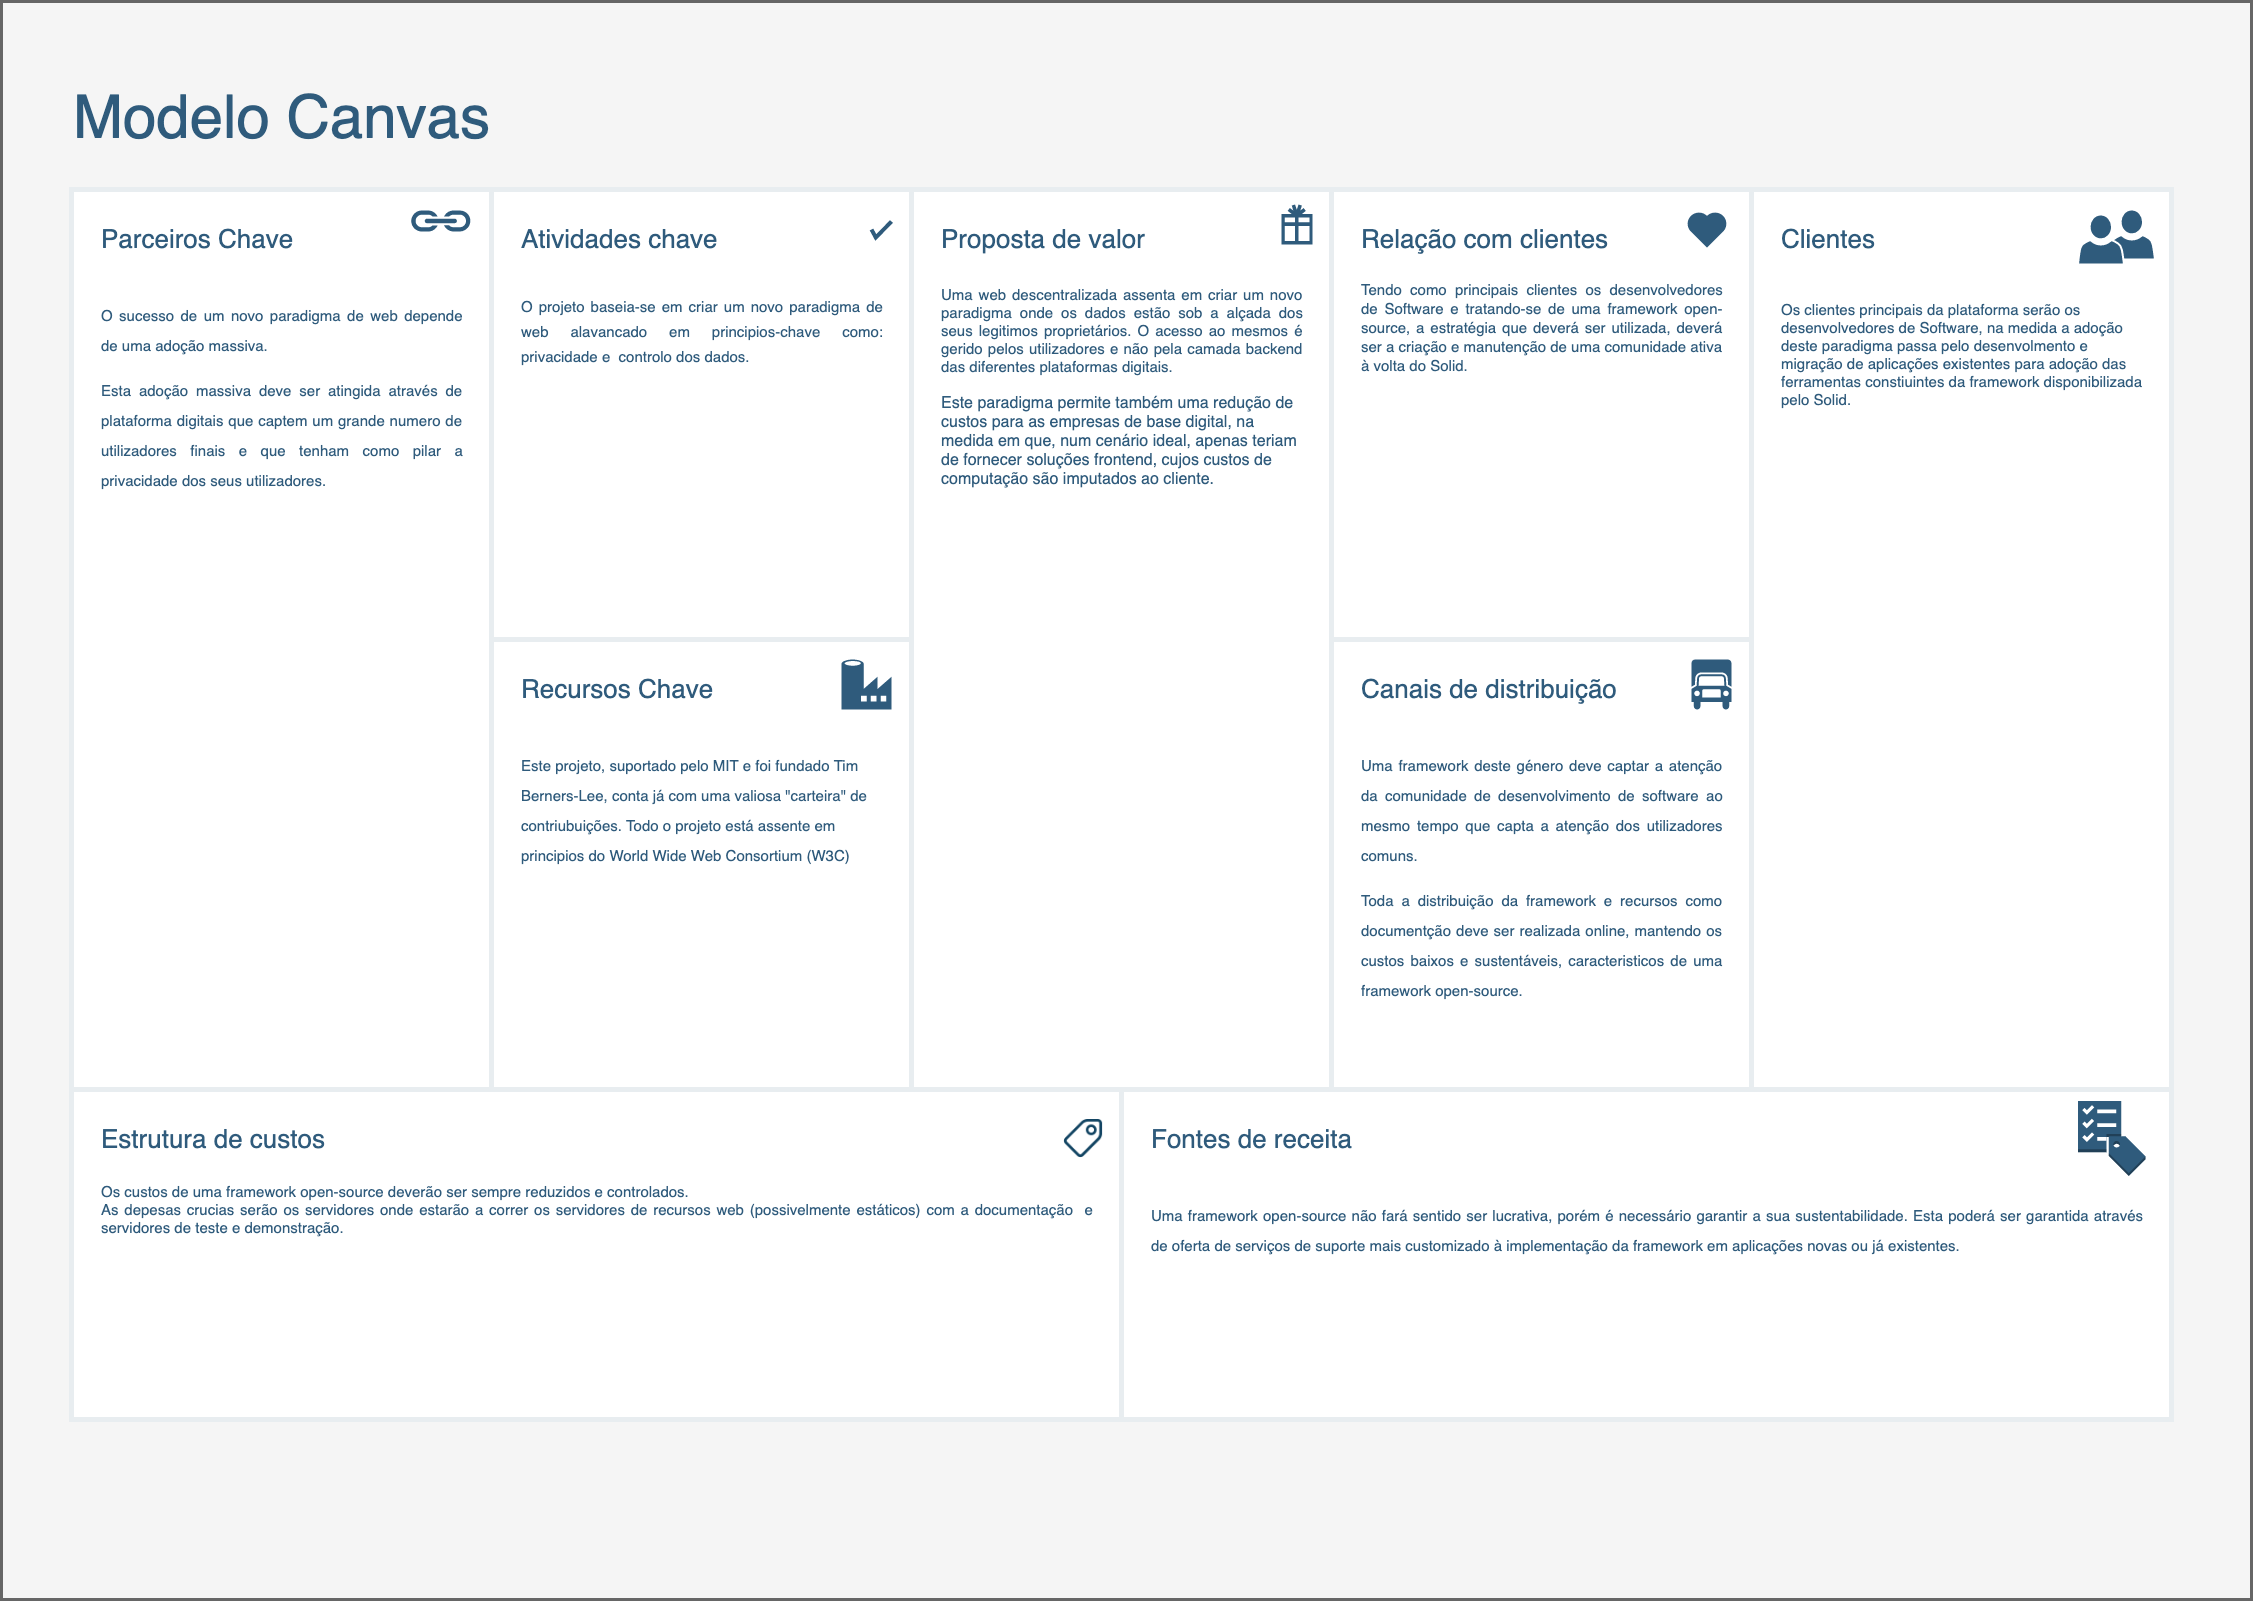 Modelo Canvas
Parceiros Chave
O sucesso de um novo paradigma de web depende
de uma adoção massiva.
Esta adoção massiva deve ser atingida através de
plataforma digitais que captem um grande numero de
utilizadores finais e que tenham como pilar a
privacidade dos seus utilizadores.
Atividades chave
O projeto baseia-se em criar um novo paradigma de
web alavancado em principios-chave como:
privacidade e controlo dos dados.
Recursos Chave
Este projeto, suportado pelo MIT e foi fundado Tim
Berners-Lee, conta já com uma valiosa "carteira" de
contriubuições. Todo o projeto está assente em
principios do World Wide Web Consortium (W3C)
Proposta de valor
Uma web descentralizada assenta em criar um novo
paradigma onde os dados estão sob a alçada dos
seus legitimos proprietários. O acesso ao mesmos é
gerido pelos utilizadores e não pela camada backend
das diferentes plataformas digitais.
Este paradigma permite também uma redução de
custos para as empresas de base digital, na
medida em que, num cenário ideal, apenas teriam
de fornecer soluções frontend, cujos custos de
computação são imputados ao cliente.
Relação com clientes
Tendo como principais clientes os desenvolvedores
de Software e tratando-se de uma framework open-
source, a estratégia que deverá ser utilizada, deverá
ser a criação e manutenção de uma comunidade ativa
à volta do Solid.
Canais de distribuição
Uma framework deste género deve captar a atenção
da comunidade de desenvolvimento de software ao
mesmo tempo que capta a atenção dos utilizadores
comuns.
Toda a distribuição da framework e recursos como
documentção deve ser realizada online, mantendo os
custos baixos e sustentáveis, caracteristicos de uma
framework open-source.
Clientes
Os clientes principais da plataforma serão os
desenvolvedores de Software, na medida a adoção
deste paradigma passa pelo desenvolmento e
migração de aplicações existentes para adoção das
ferramentas constiuintes da framework disponibilizada
pelo Solid.
Estrutura de custos
Os custos de uma framework open-source deverão ser sempre reduzidos e controlados.
As depesas crucias serão os servidores onde estarão a correr os servidores de recursos web (possivelmente estáticos) com a documentação e
servidores de teste e demonstração.
Fontes de receita
Uma framework open-source não fará sentido ser lucrativa, porém é necessário garantir a sua sustentabilidade. Esta poderá ser garantida através
de oferta de serviços de suporte mais customizado à implementação da framework em aplicações novas ou já existentes.